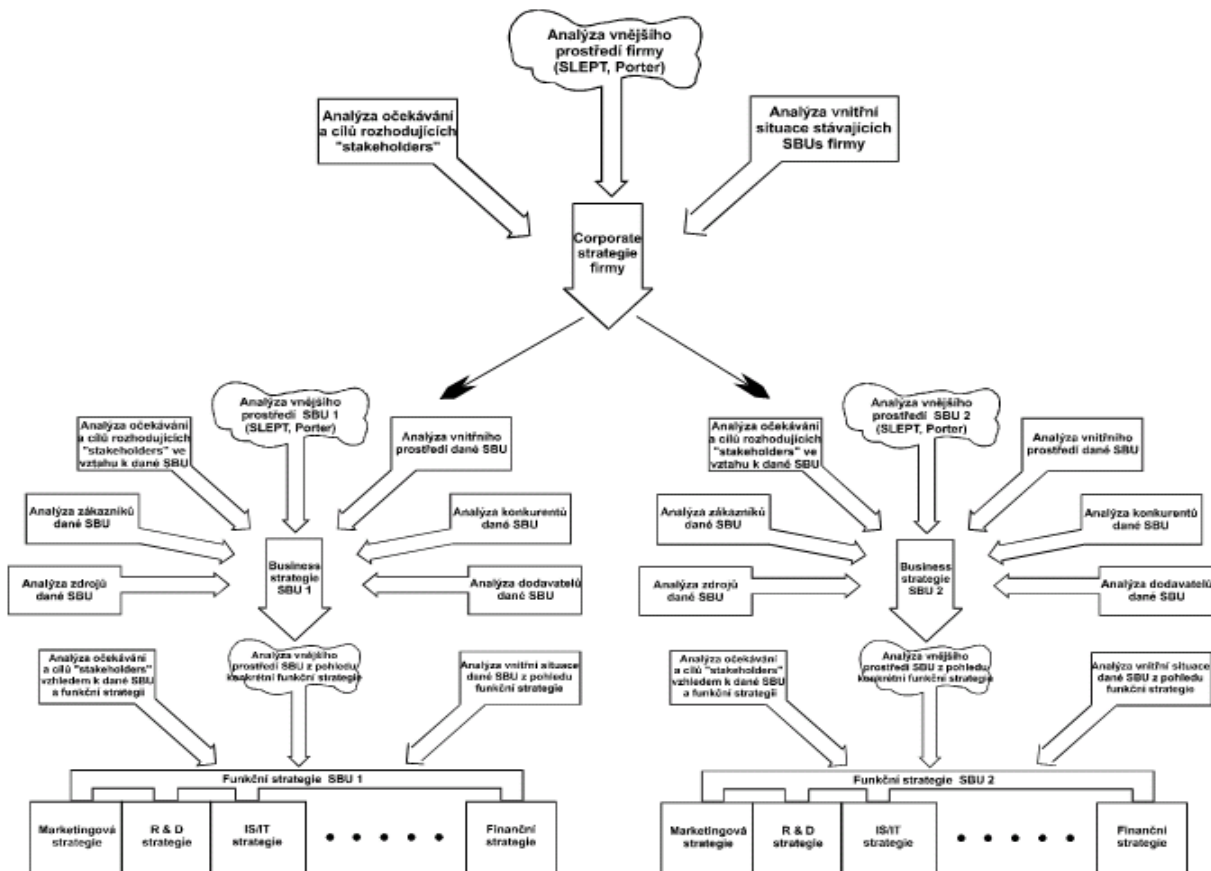 Analýza vnějšího
prostředí firmy
(SLEPT, Porter)
Analýza očekávání
a cílů rozhodujících
"stakeholders"
Analýza vnitřní
situace stávajících
SBUs firmy
Corporate
strategie
firmy
Analýza vnějšího
prostředí SBU 1
(SLEPT, Porter)
Analýza očekávání
a cílů rozhodujících
"stakeholders" ve
vztahu k dané SBU
Analýza vnitřního
prostředí dané SBU
Analýza zákazníků
dané SBU
Analýza konkurentů
dané SBU
Business
strategie
SBU 1
Analýza zdrojů
dané SBU
Analýza dodavatelů
dané SBU
Analýza očekávání
a cílů "stakeholders"
vzhledem k dané SBU
a funkční strategii
Analýza vnějšího
prostředí SBU z pohledu
konkrétní funkční strategie
Analýza vnitřní situace
dané SBU z pohledu
funkční strategie
Funkční strategie SBU 1
Marketingová
strategie
R & D
strategie
IS/IT
strategie
Finanční
strategie
Analýza vnějšího
prostředí SBU 2
(SLEPT, Porter)
Analýza očekávání
a cílů rozhodujících
"stakeholders" ve
vztahu k dané SBU
Analýza vnitřního
prostředí dané SBU
Analýza zákazníků
dané SBU
Analýza konkurentů
dané SBU
Business
strategie
SBU 2
Analýza zdrojů
dané SBU
Analýza dodavatelů
dané SBU
Analýza očekávání
a cílů "stakeholders"
vzhledem k dané SBU
a funkční strategii
Analýza vnějšího
prostředí SBU z pohledu
konkrétní funkční strategie
Analýza vnitřní situace
dané SBU z pohledu
funkční strategie
Funkční strategie SBU 2
Marketingová
strategie
R & D
strategie
IS/IT
strategie
Finanční
strategie